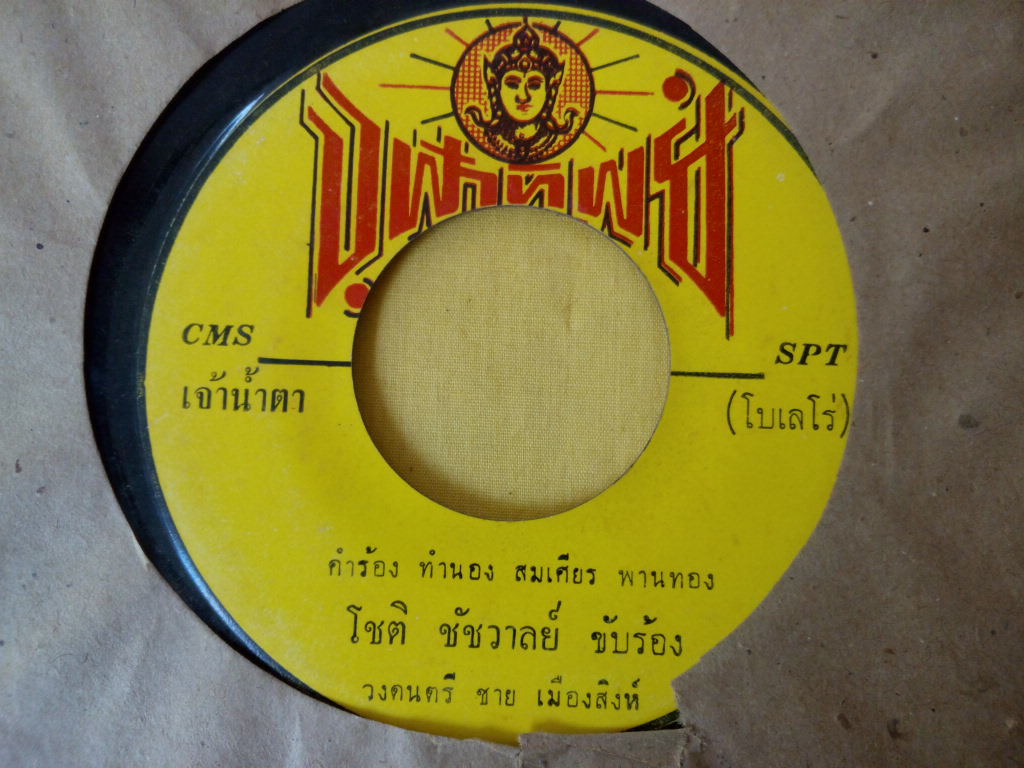 CMS
SPT
เจ้าน้ำตา
(โบเลโร่)
คำร้อง ทำนอง สมเศียร พานทอง
โชติ ชัชวาลย์ ขับร้อง
วงดนตรี ชาย เมืองสิงห์